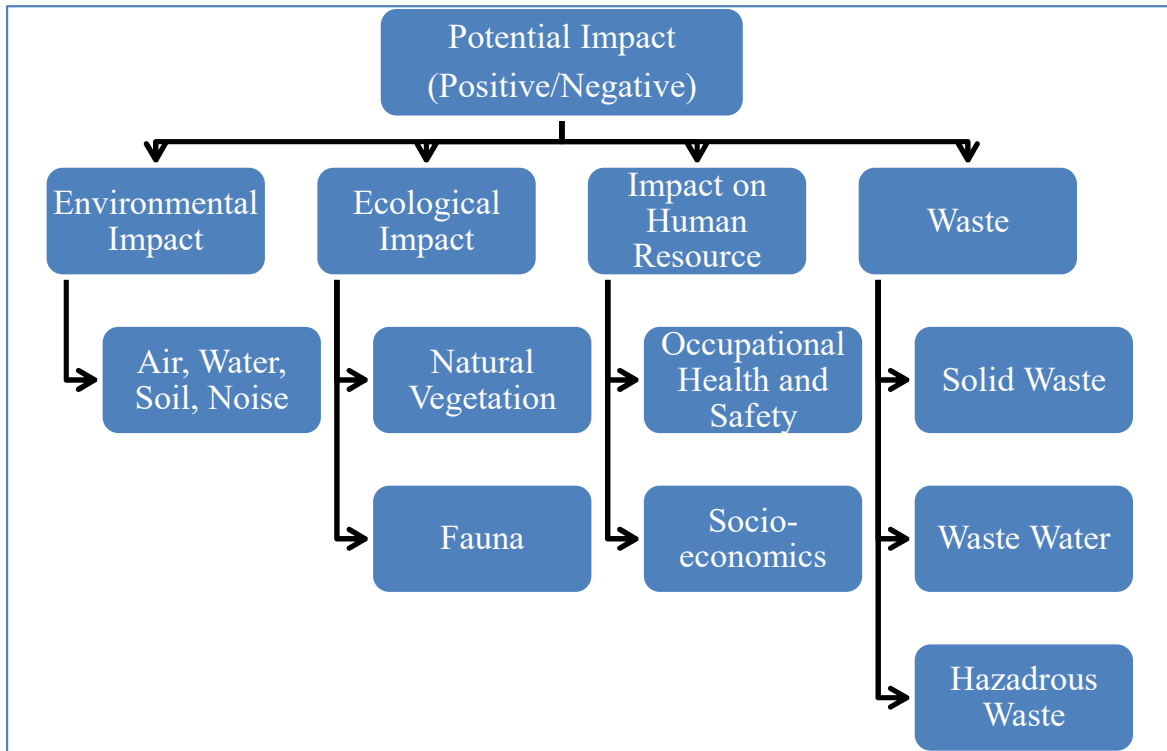 Potential Impact
(Positive/Negative)
Environmental
Impact
Ecological
Impact
Impact on
Human
Resource
Waste
Air, Water,
Soil, Noise
Natural
Vegetation
Occupational
Health and
Safety
Solid Waste
Fauna
Socio-
economics
Waste Water
Hazadrous
Waste